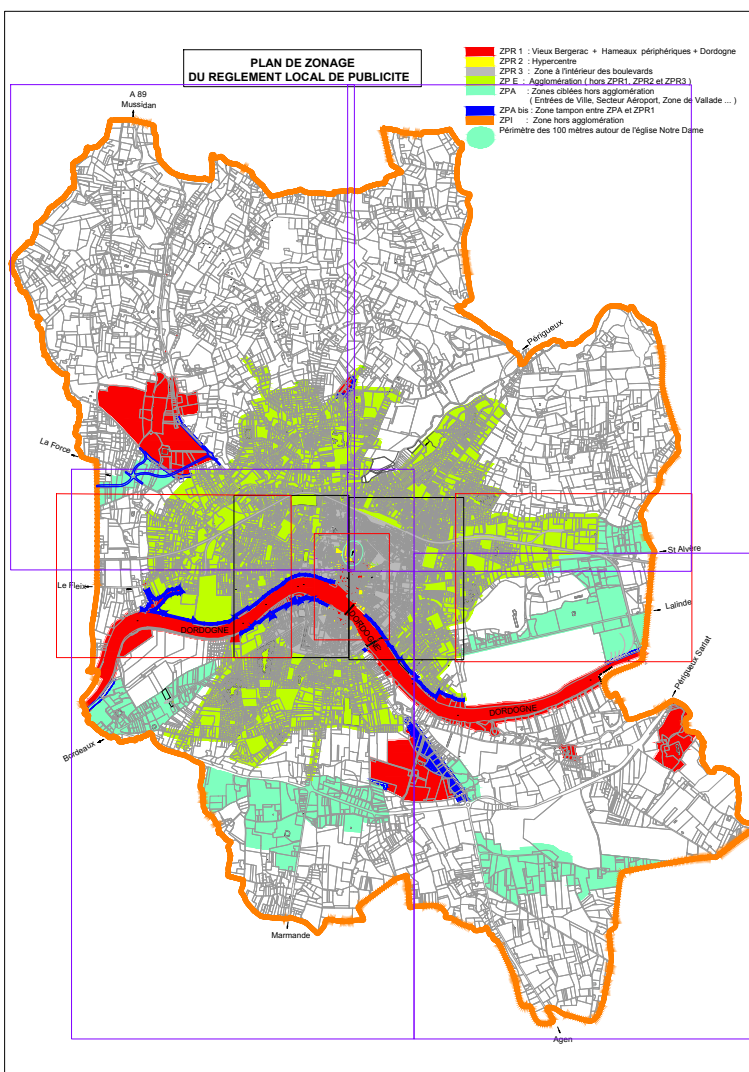 PLAN DE ZONAGE
DU REGLEMENT LOCAL DE PUBLICITE
ZPR 1 : Vieux Bergerac + Hameaux périphériques + Dordogne
ZPR 2 : Hypercentre
ZPR 3 : Zone à l'intérieur des boulevards
ZP E : Agglomération ( hors ZPR1, ZPR2 et ZPR3 )
ZPA : Zones ciblées hors agglomération
( Entrées de Ville, Secteur Aéroport, Zone de Vallade ... )
ZPA bis : Zone tampon entre ZPA et ZPR1
ZPI : Zone hors agglomération
Périmètre des 100 mètres autour de l'église Notre Dame
A 89
Mussidan
Périgueux
La Force
St Alvère
Le Fleix
Lalinde
DORDOGNE
DORDOGNE
Périgueux Sarlat
DORDOGNE
Bordeaux
Marmande
Agen